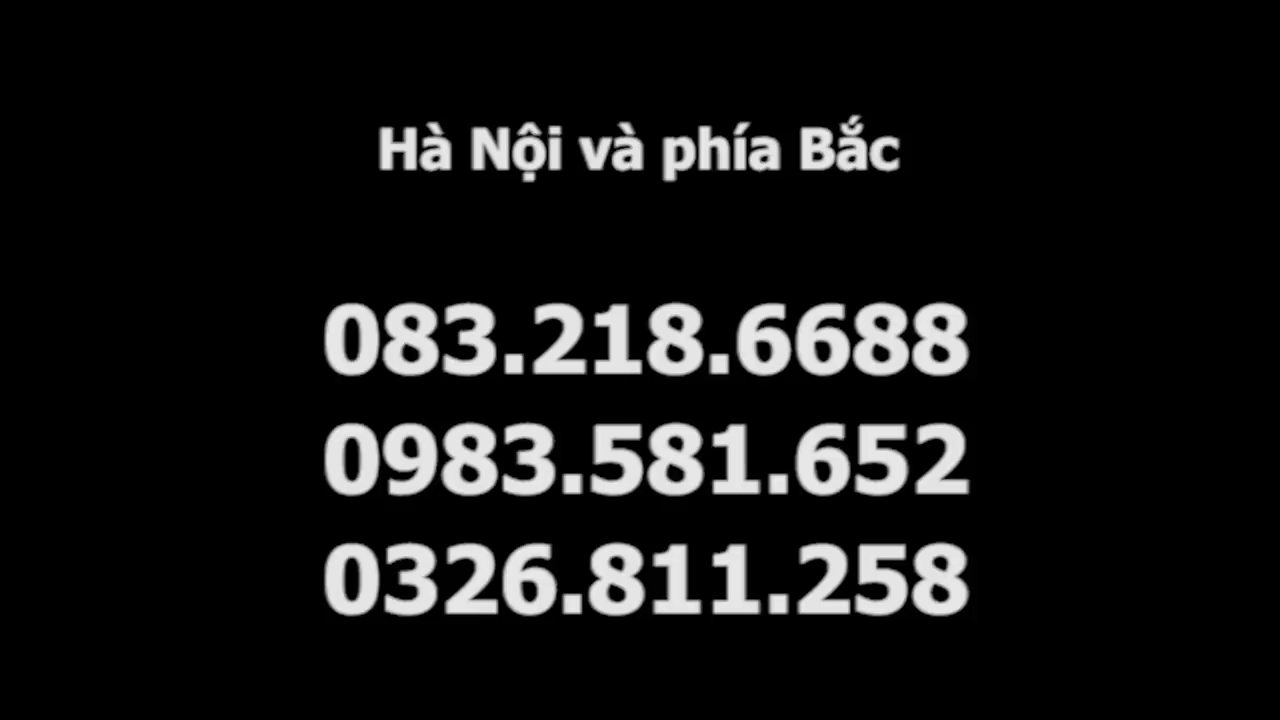 Hà Nội và phía Bắc
083.218.6688
0983.581.652
0326.811.258